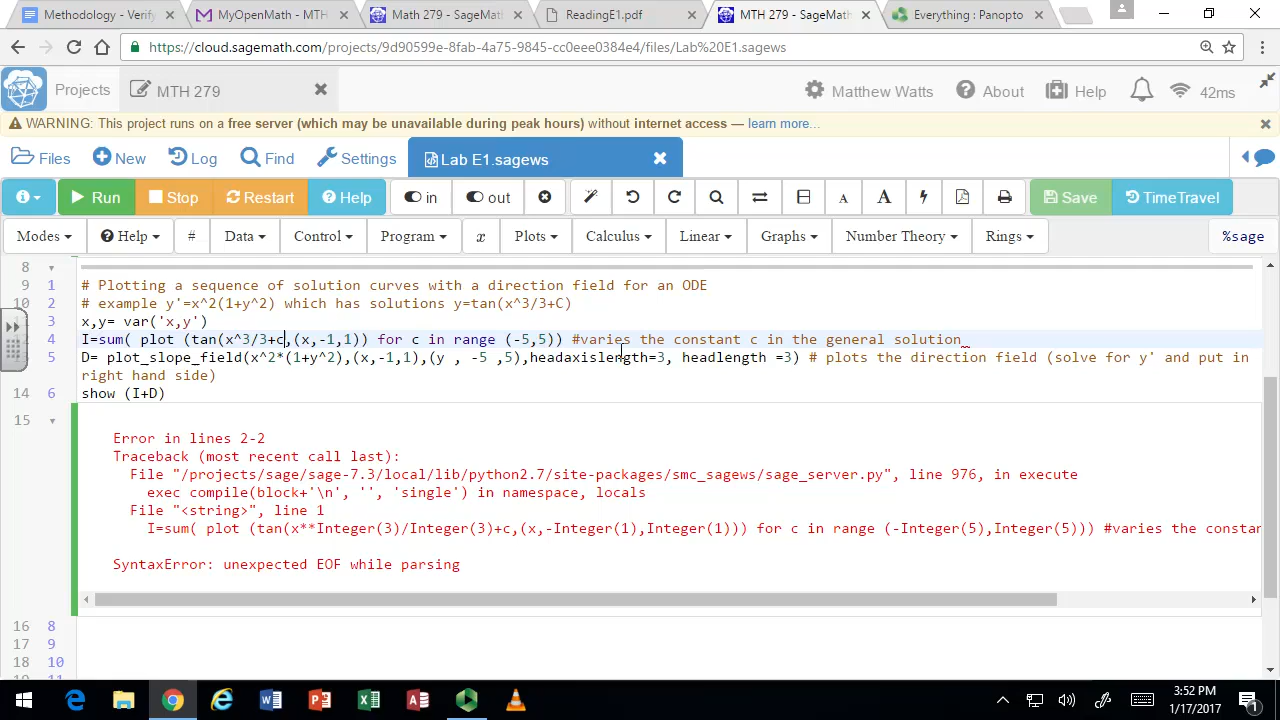 Methodology - Verify
MyOpenMath - MTH
Math 279 - SageMath
ReadingE1.pdf
MTH 279 - SageMath
Everything : Panopto
https://cloud.sagemath.com/projects/9d90599e-8fab-4a75-9845-cc0eee0384e4/files/Lab%20E1.sagews
Projects
MTH 279
Matthew Watts
About
Help
42ms
WARNING: This project runs on a free server (which may be unavailable during peak hours) without internet access — learn more...
Files
New
Log
Find
Settings
Lab E1.sagews
Run
Stop
Restart
Help
in
out
A
A
Save
TimeTravel
Modes
Help
#
Data
Control
Program
x
Plots
Calculus
Linear
Graphs
Number Theory
Rings
%sage
8
9 1 # Plotting a sequence of solution curves with a direction field for an ODE
10 2 # example y'=x^2(1+y^2) which has solutions y=tan(x^3/3+C)
3 x,y= var('x,y')
4 I=sum( plot (tan(x^3/3+c,(x,-1,1)) for c in range (-5,5)) #varies the constant c in the general solution
5 D= plot_slope_field(x^2*(1+y^2),(x,-1,1),(y , -5 ,5),headaxislength=3, headlength =3) # plots the direction field (solve for y' and put in
right hand side)
14 6 show (I+D)
15
Error in lines 2-2
Traceback (most recent call last):
File "/projects/sage/sage-7.3/local/lib/python2.7/site-packages/smc_sagews/sage_server.py", line 976, in execute
exec compile(block+'\n', '', 'single') in namespace, locals
File "<string>", line 1
I=sum( plot (tan(x**Integer(3)/Integer(3)+c,(x,-Integer(1),Integer(1))) for c in range (-Integer(5),Integer(5))) #varies the constan
SyntaxError: unexpected EOF while parsing
16 8
17 9
18 10
3:52 PM
1/17/2017
1